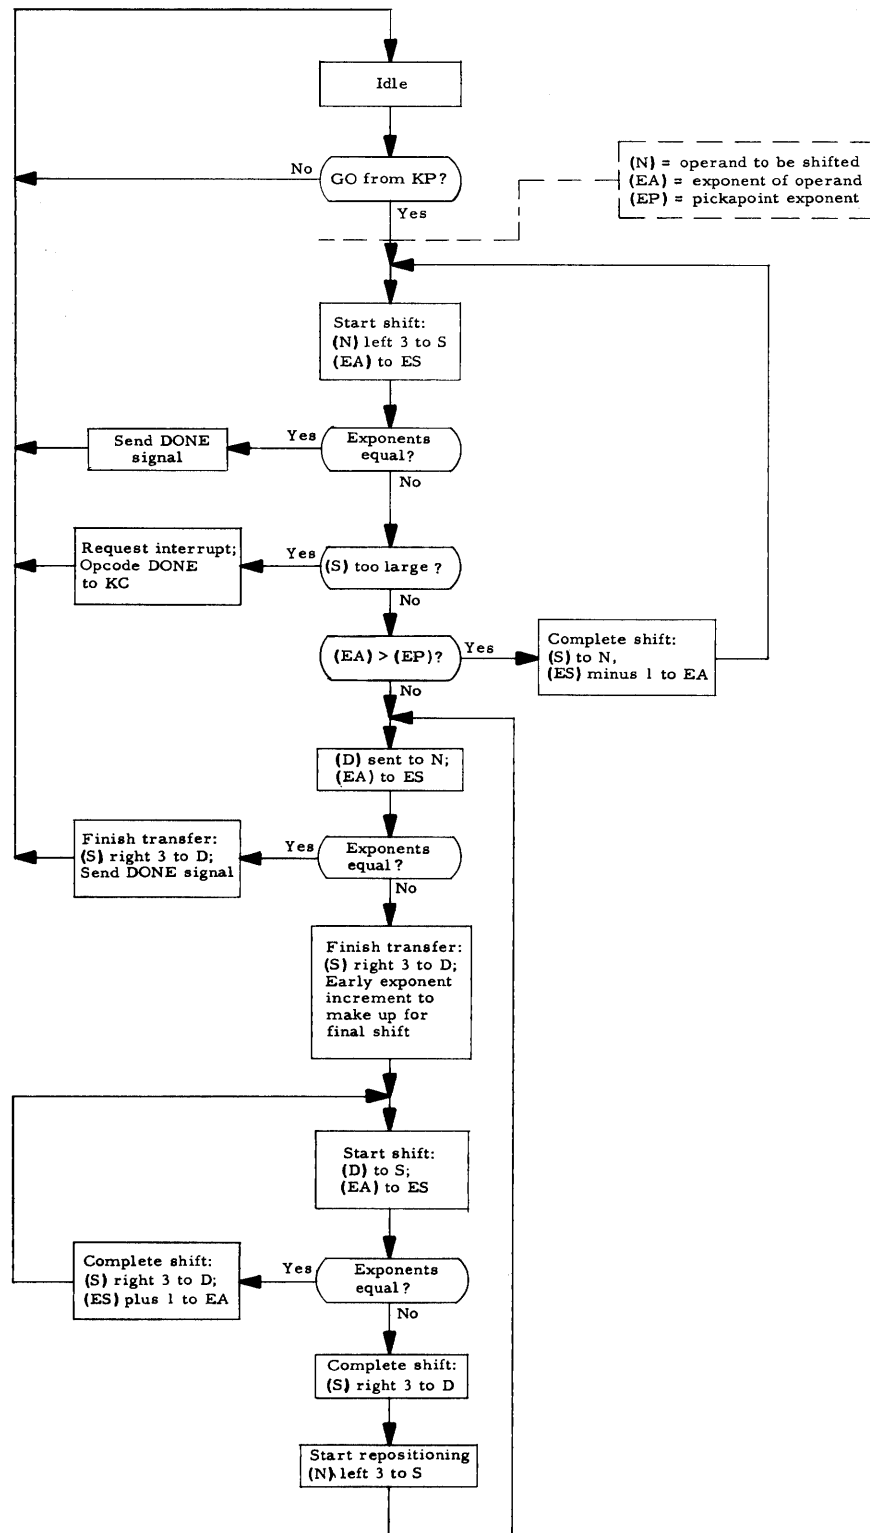 Idle
GO from KP?
No
Yes
(N) = operand to be shifted
(EA) = exponent of operand
(EP) = pickapoint exponent
Start shift:
(N) left 3 to S
(EA) to ES
Exponents
equal?
Yes
No
Send DONE
signal
(S) too large ?
Yes
No
Request interrupt;
Opcode DONE
to KC
(EA) > (EP)?
Yes
No
Complete shift:
(S) to N,
(ES) minus 1 to EA
(D) sent to N;
(EA) to ES
Exponents
equal?
Yes
No
Finish transfer:
(S) right 3 to D;
Send DONE signal
Finish transfer:
(S) right 3 to D;
Early exponent
increment to
make up for
final shift
Start shift:
(D) to S;
(EA) to ES
Exponents
equal?
Yes
No
Complete shift:
(S) right 3 to D;
(ES) plus 1 to EA
Complete shift:
(S) right 3 to D
Start repositioning
(N) left 3 to S